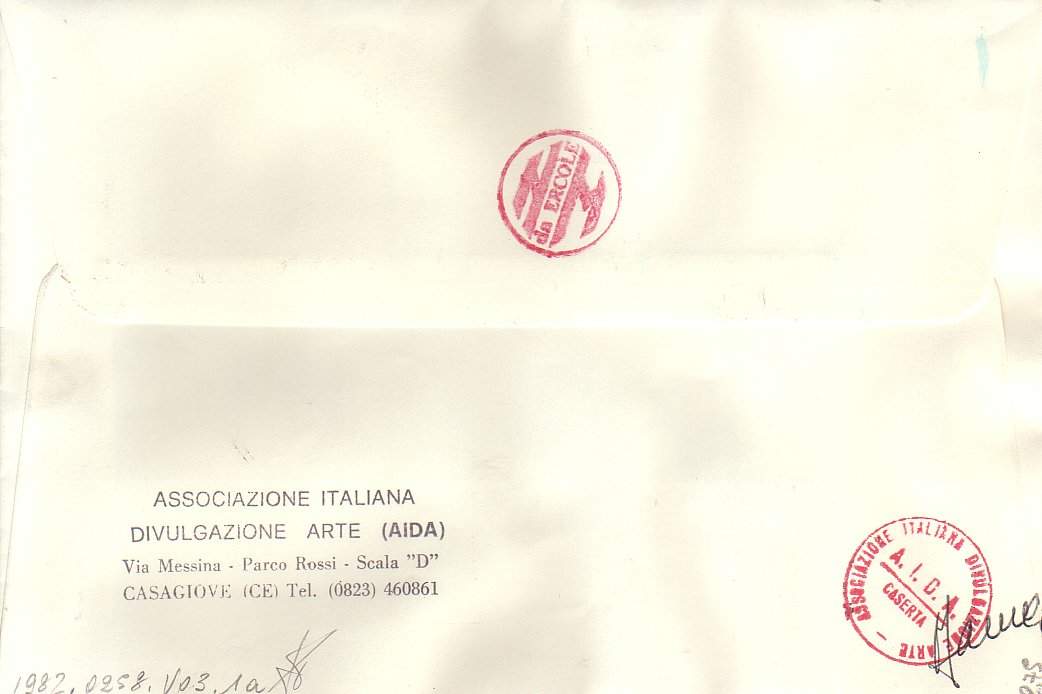 da ERCOLE
ASSOCIAZIONE ITALIANA
DIVULGAZIONE ARTE (AIDA)
Via Messina - Parco Rossi - Scala "D"
CASAGIOVE (CE) Tel. (0823) 460861
ASSOCIAZIONE ITALIANA DIVULGAZIONE ARTE -
A. I. D. A.
CASERTA
1982.0258.V03.1a